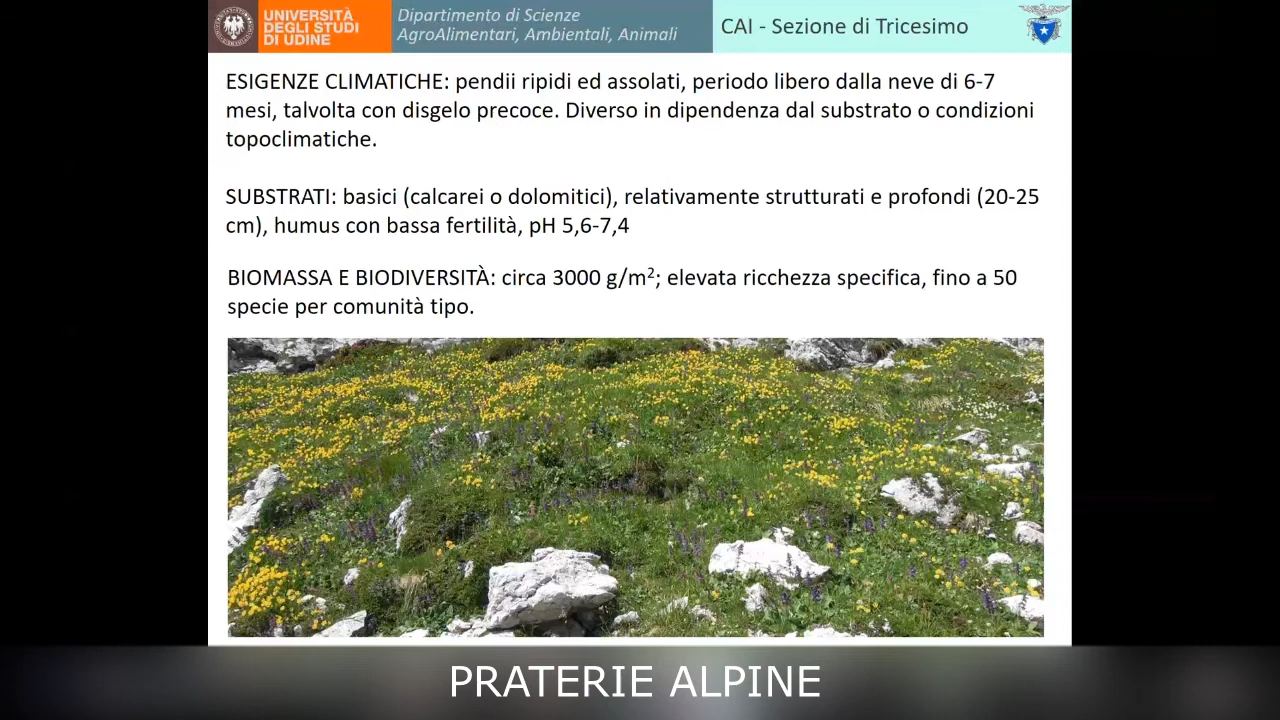 UNIVERSITÀ
DEGLI STUDI
DI UDINE
Dipartimento di Scienze
AgroAlimentari, Ambientali, Animali
CAI - Sezione di Tricesimo
ESIGENZE CLIMATICHE: pendii ripidi ed assolati, periodo libero dalla neve di 6-7
mesi, talvolta con disgelo precoce. Diverso in dipendenza dal substrato o condizioni
topoclimatiche.
SUBSTRATI: basici (calcarei o dolomitici), relativamente strutturati e profondi (20-25
cm), humus con bassa fertilità, pH 5,6-7,4
BIOMASSA E BIODIVERSITÀ: circa 3000 g/m²; elevata ricchezza specifica, fino a 50
specie per comunità tipo.
PRATERIE ALPINE